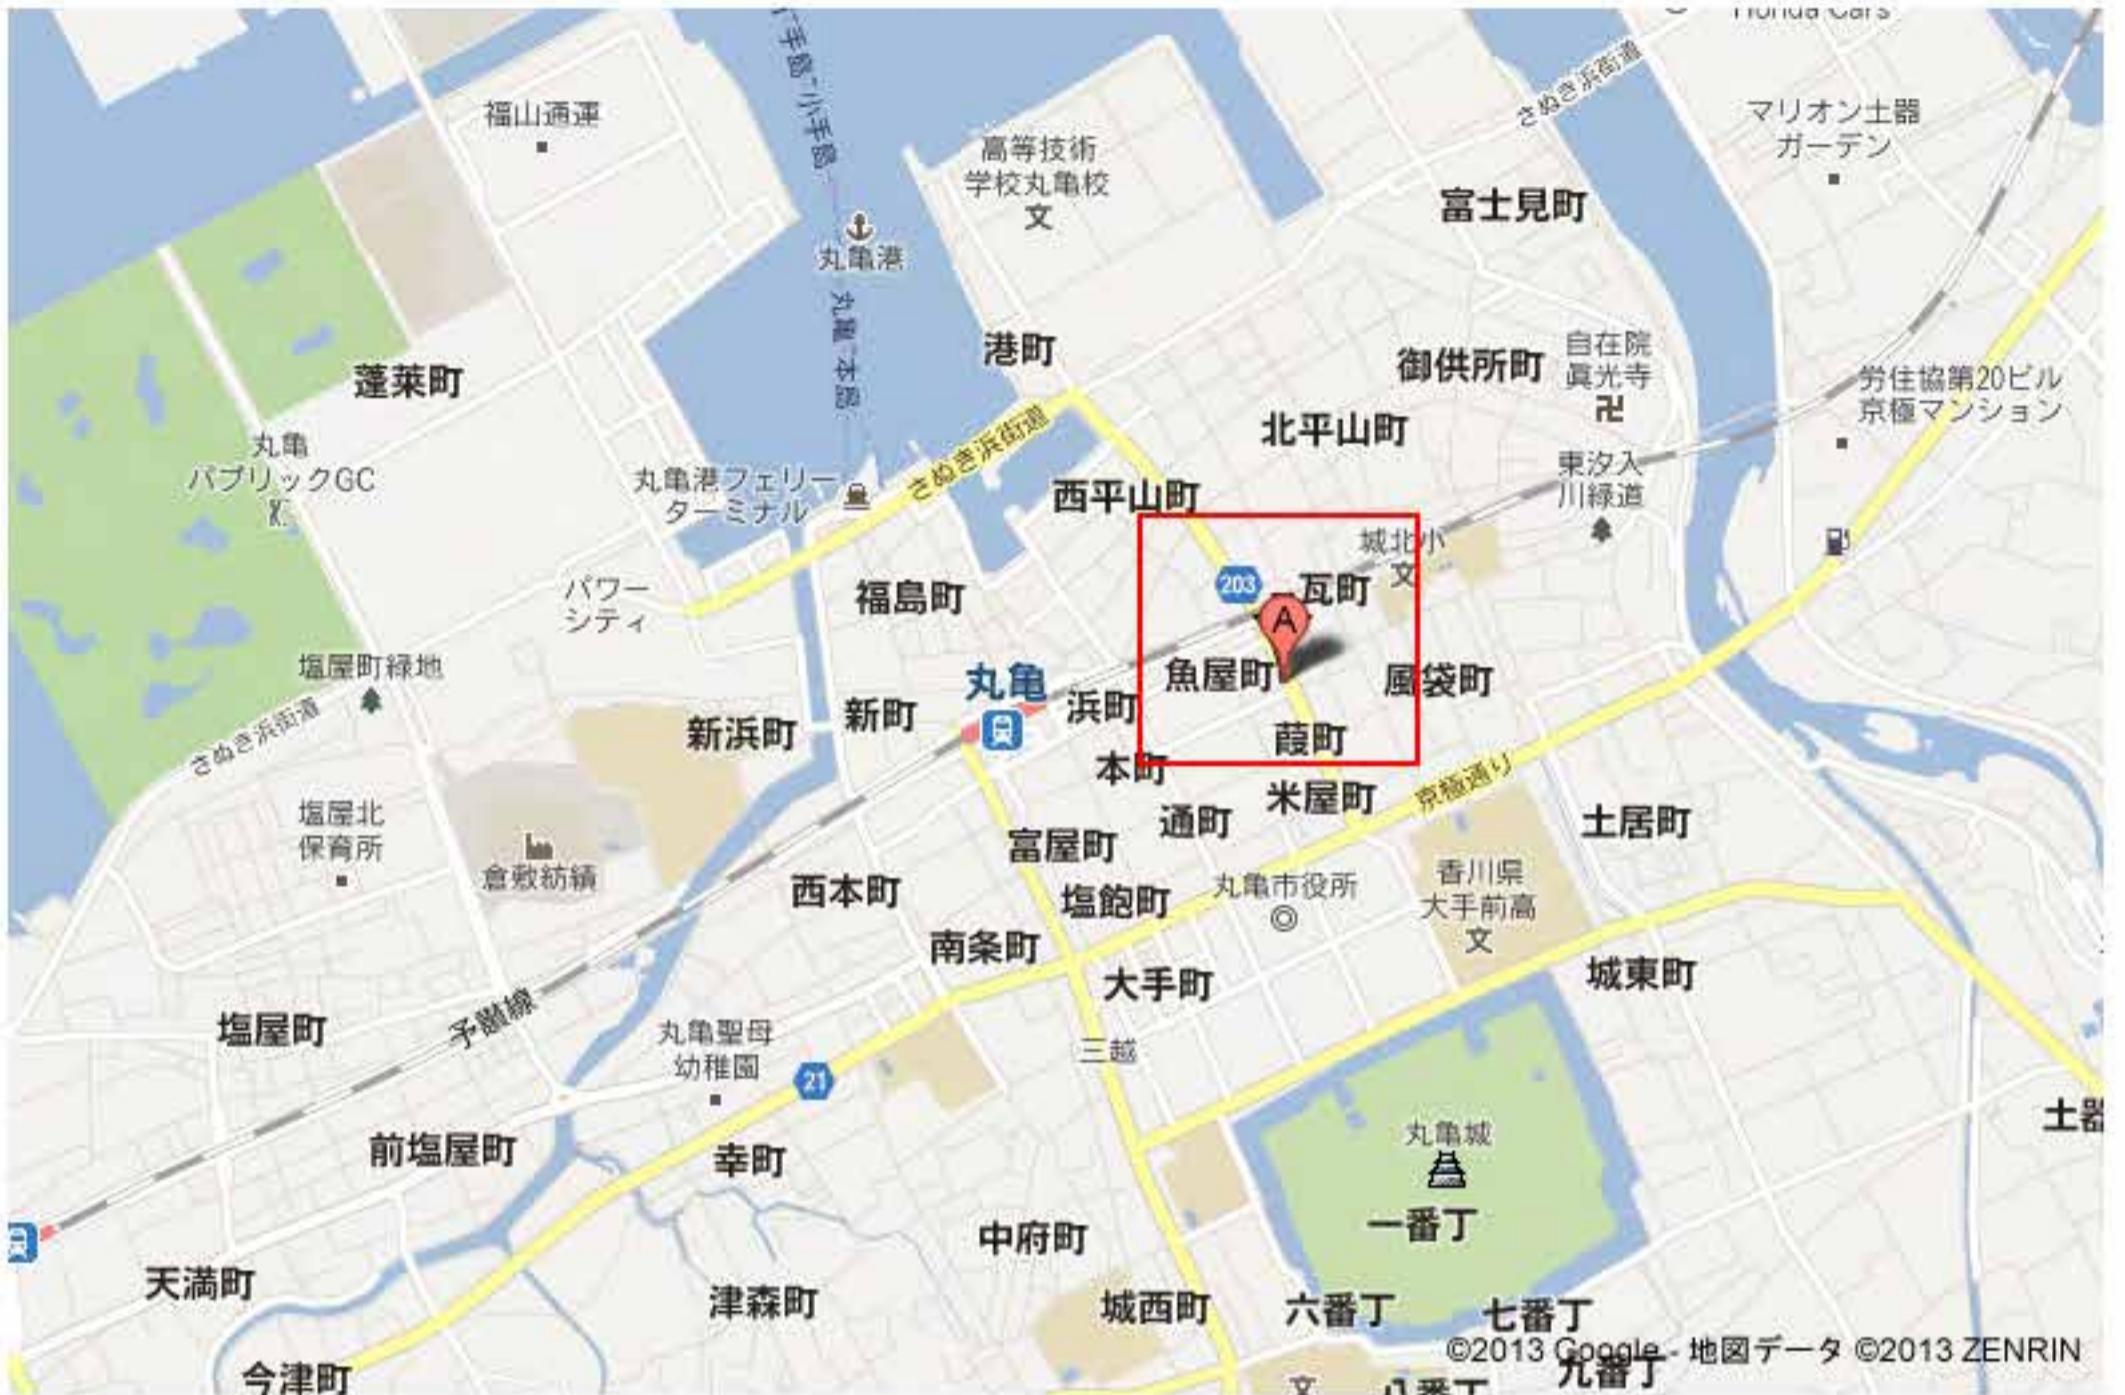 Honda Cars
さぬき浜街道
福山通運
マリオン土器
ガーデン
高等技術
学校丸亀校
文
富士見町
丸亀港
港町
御供所町
自在院
眞光寺
卍
労住協第20ビル
京極マンション
蓬莱町
丸亀 本島
さぬき浜街道
北平山町
丸亀
パブリックGC
丸亀港フェリー
ターミナル
西平山町
東汐入
川緑道
城北小
文
パワー
シティ
福島町
203
瓦町
A
塩屋町緑地
丸亀
魚屋町
風袋町
浜町
新町
新浜町
さぬき浜街道
葭町
本町
京極通り
塩屋北
保育所
米屋町
通町
土居町
富屋町
倉敷紡績
西本町
塩飽町
丸亀市役所
香川県
大手前高
文
南条町
大手町
城東町
塩屋町
予讃線
丸亀聖母
幼稚園
三越
21
土器
丸亀城
前塩屋町
幸町
一番丁
中府町
天満町
津森町
城西町
六番丁
七番丁
©2013 Google - 地図データ ©2013 ZENRIN
今津町
九番丁
文
八番丁